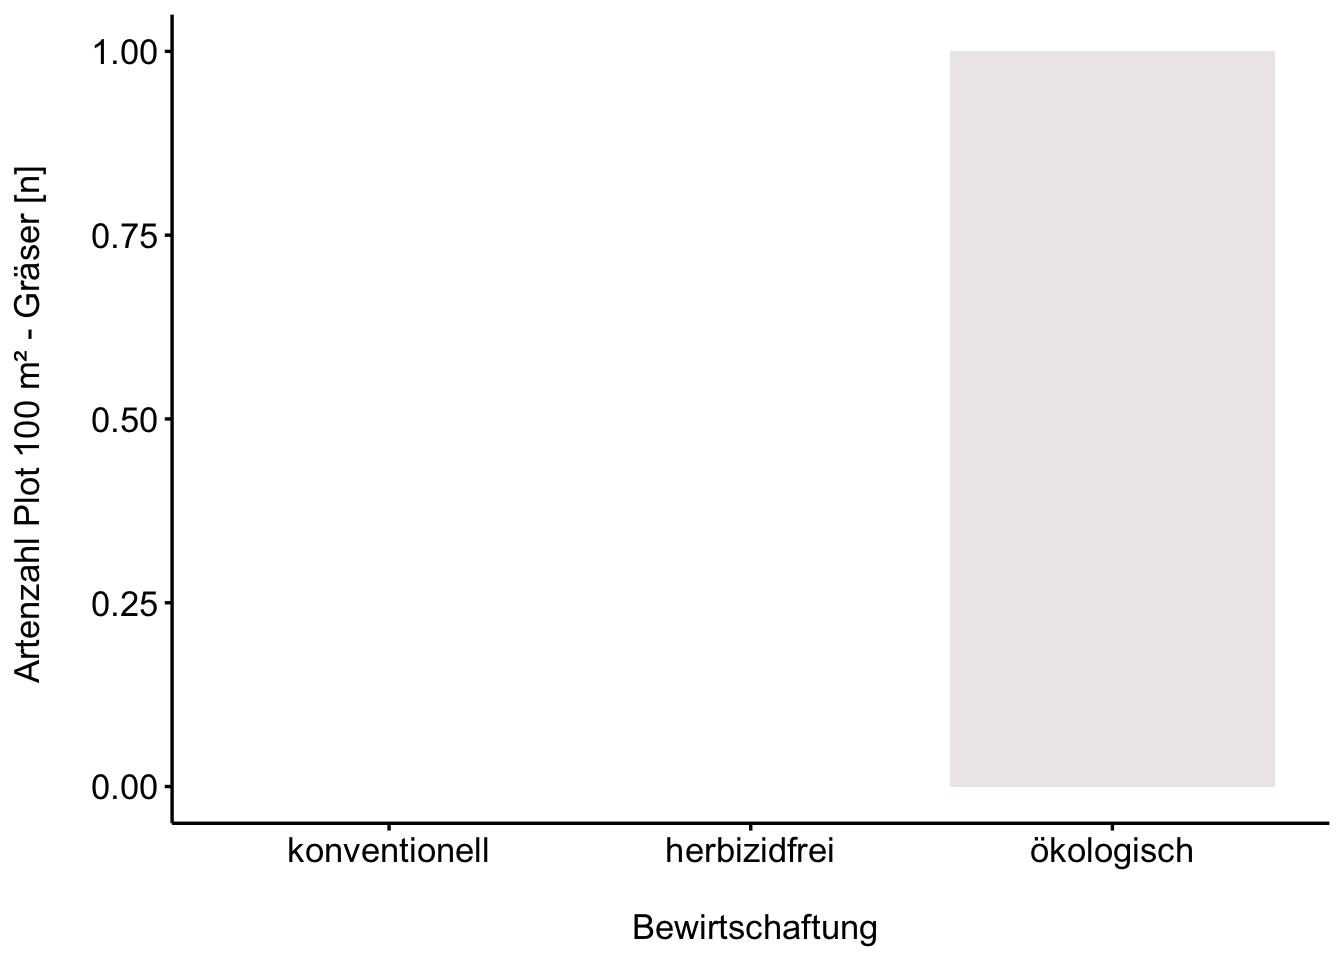 Artenzahl Plot 100 m² - Gräser [n]
1.00
0.75
0.50
0.25
0.00
konventionell herbizidfrei ökologisch
Bewirtschaftung